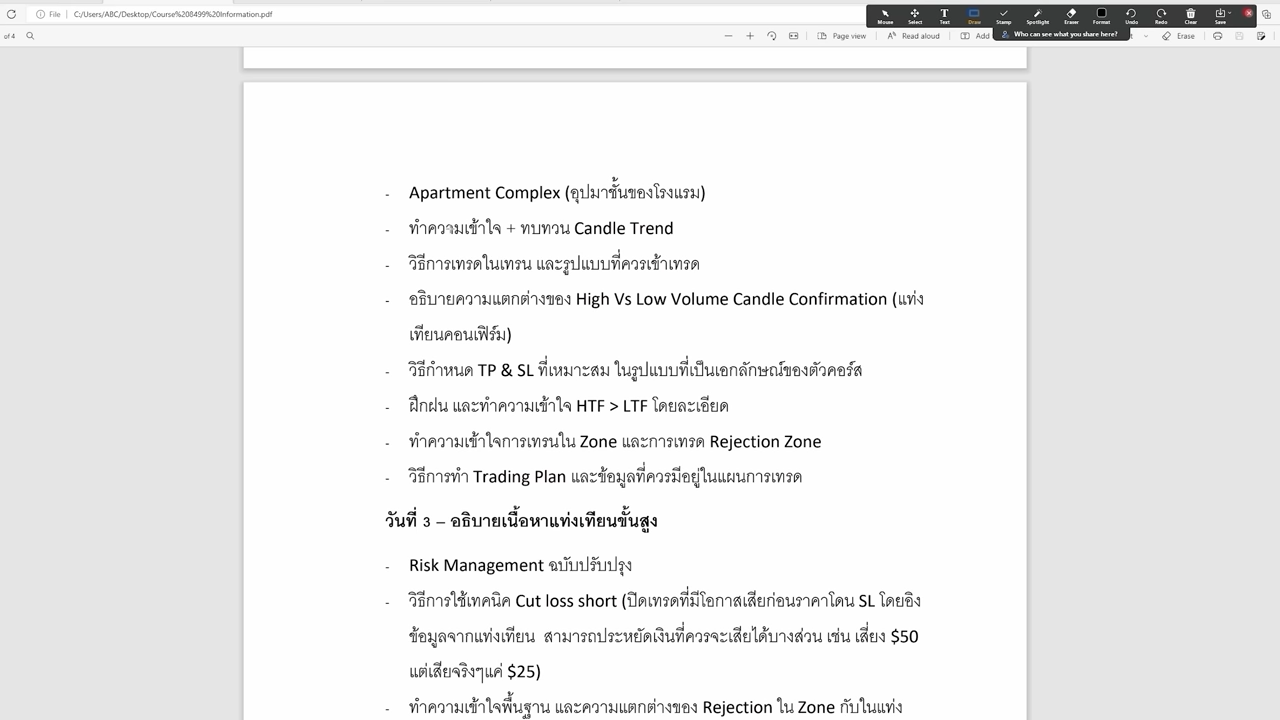 File
C:/Users/ABC/Desktop/Course%208499%20Information.pdf
Mouse Select Text Draw Stamp Spotlight Eraser Format Undo Redo Clear Save
Who can see what you share here?
of 4
Page view
Read aloud
Add
Erase
- Apartment Complex (อุปมาชั้นของโรงแรม)
- ทำความเข้าใจ + ทบทวน Candle Trend
- วิธีการเทรดในเทรน และรูปแบบที่ควรเข้าเทรด
- อธิบายความแตกต่างของ High Vs Low Volume Candle Confirmation (แท่ง
เทียนคอนเฟิร์ม)
- วิธีกำหนด TP & SL ที่เหมาะสม ในรูปแบบที่เป็นเอกลักษณ์ของตัวคอร์ส
- ฝึกฝน และทำความเข้าใจ HTF > LTF โดยละเอียด
- ทำความเข้าใจการเทรนใน Zone และการเทรด Rejection Zone
- วิธีการทำ Trading Plan และข้อมูลที่ควรมีอยู่ในแผนการเทรด
วันที่ 3 – อธิบายเนื้อหาแท่งเทียนขั้นสูง
- Risk Management ฉบับปรับปรุง
- วิธีการใช้เทคนิค Cut loss short (ปิดเทรดที่มีโอกาสเสียก่อนราคาโดน SL โดยอิง
ข้อมูลจากแท่งเทียน สามารถประหยัดเงินที่ควรจะเสียได้บางส่วน เช่น เสี่ยง $50
แต่เสียจริงๆแค่ $25)
- ทำความเข้าใจพื้นฐาน และความแตกต่างของ Rejection ใน Zone กับในแท่ง